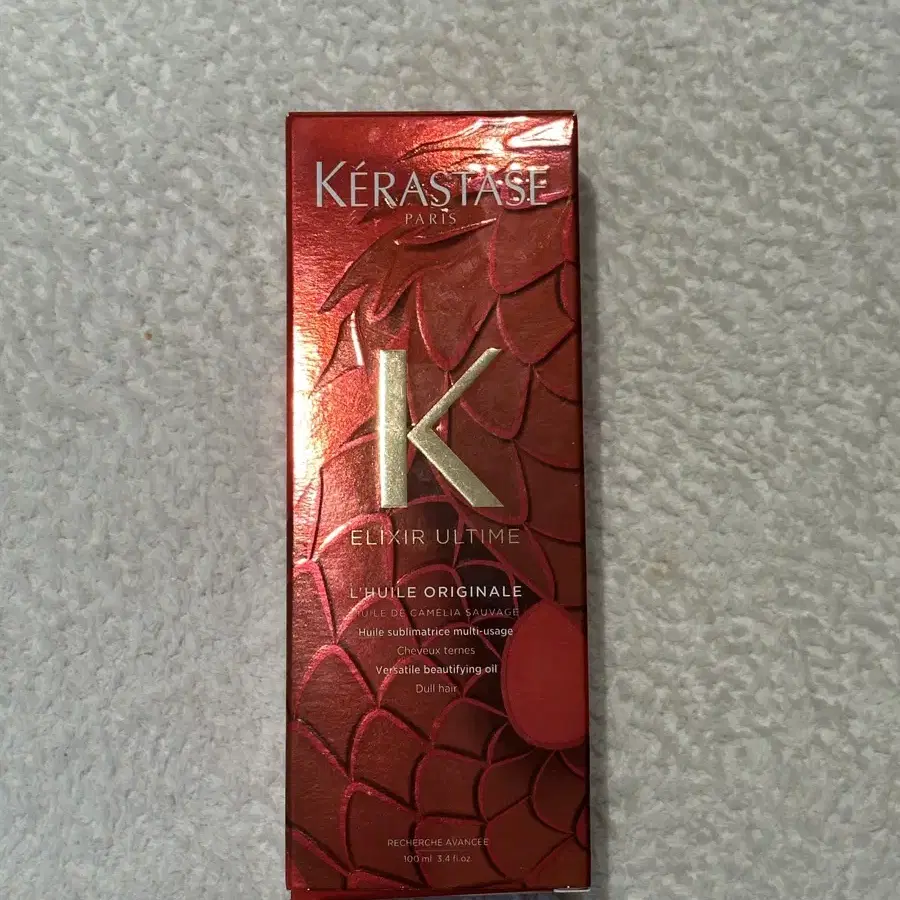 KÉRASTASE
PARIS
K
ELIXIR ULTIME
L'HUILE ORIGINALE
HUILE DE CAMÉLIA SAUVAGE
Huile sublimatrice multi-usage
Cheveux ternes
Versatile beautifying oil
Dull hair
RECHERCHE AVANCÉE
100 ml 3.4 fl.oz